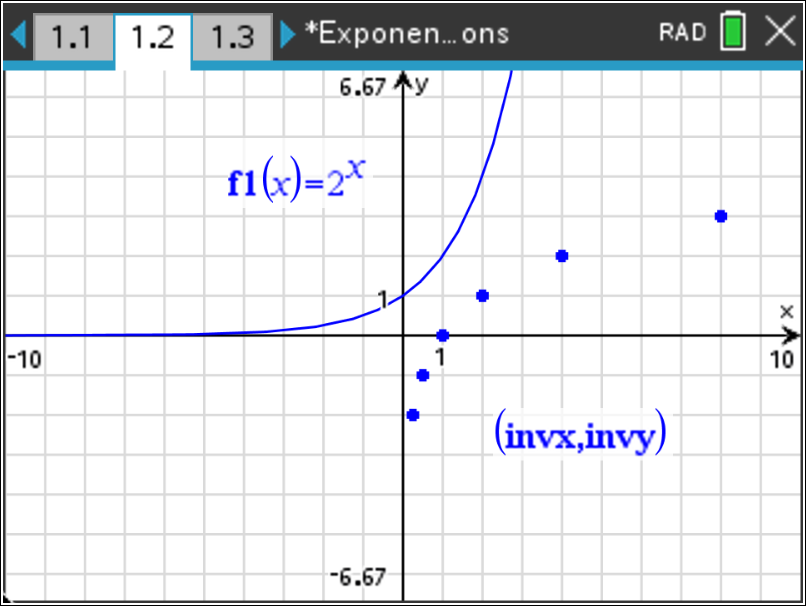 1.1 1.2 1.3 *Exponen...ons RAD
6.67 y
f1(x)=2^x
1
x
-10 1 10
(invx,invy)
-6.67